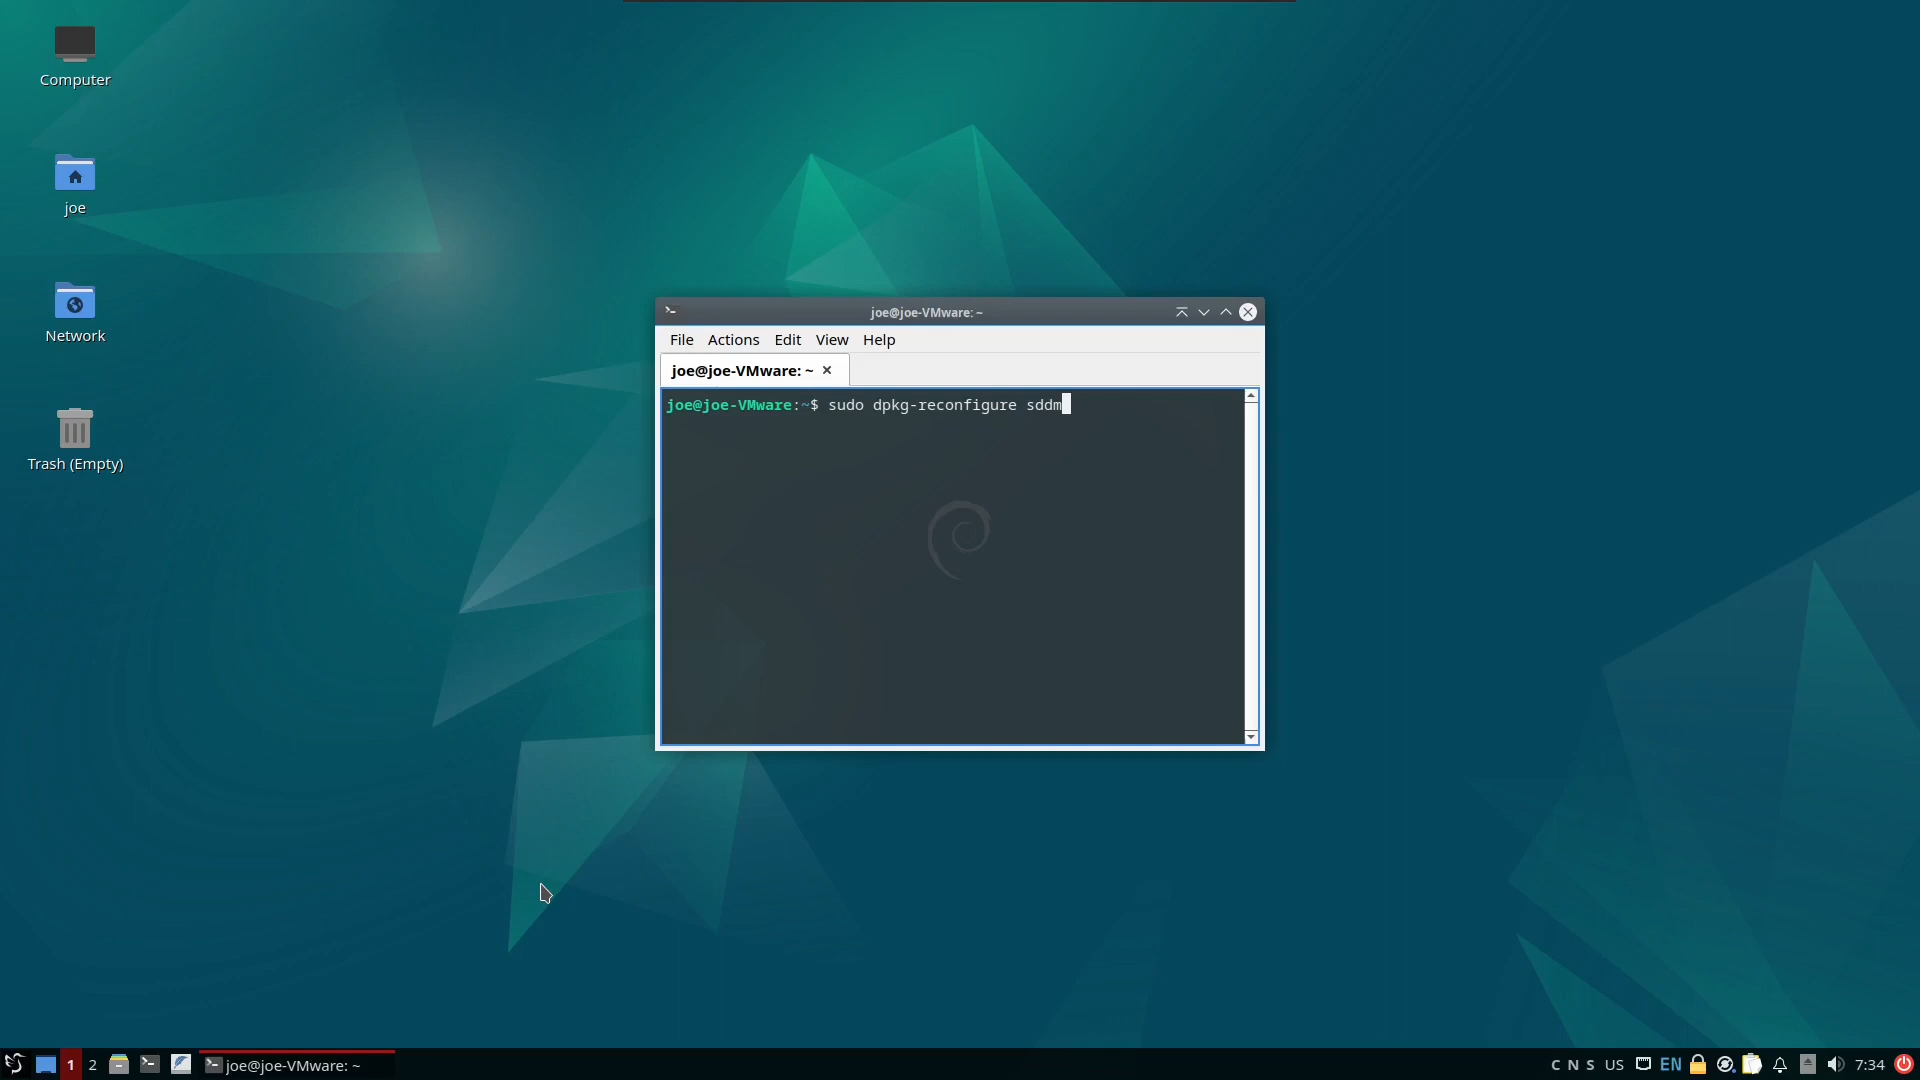 Computer
joe
Network
Trash (Empty)
joe@joe-VMware: ~
File Actions Edit View Help
joe@joe-VMware: ~
joe@joe-VMware:~$ sudo dpkg-reconfigure sddm
1 2 joe@joe-VMware: ~ C N S US EN 7:34